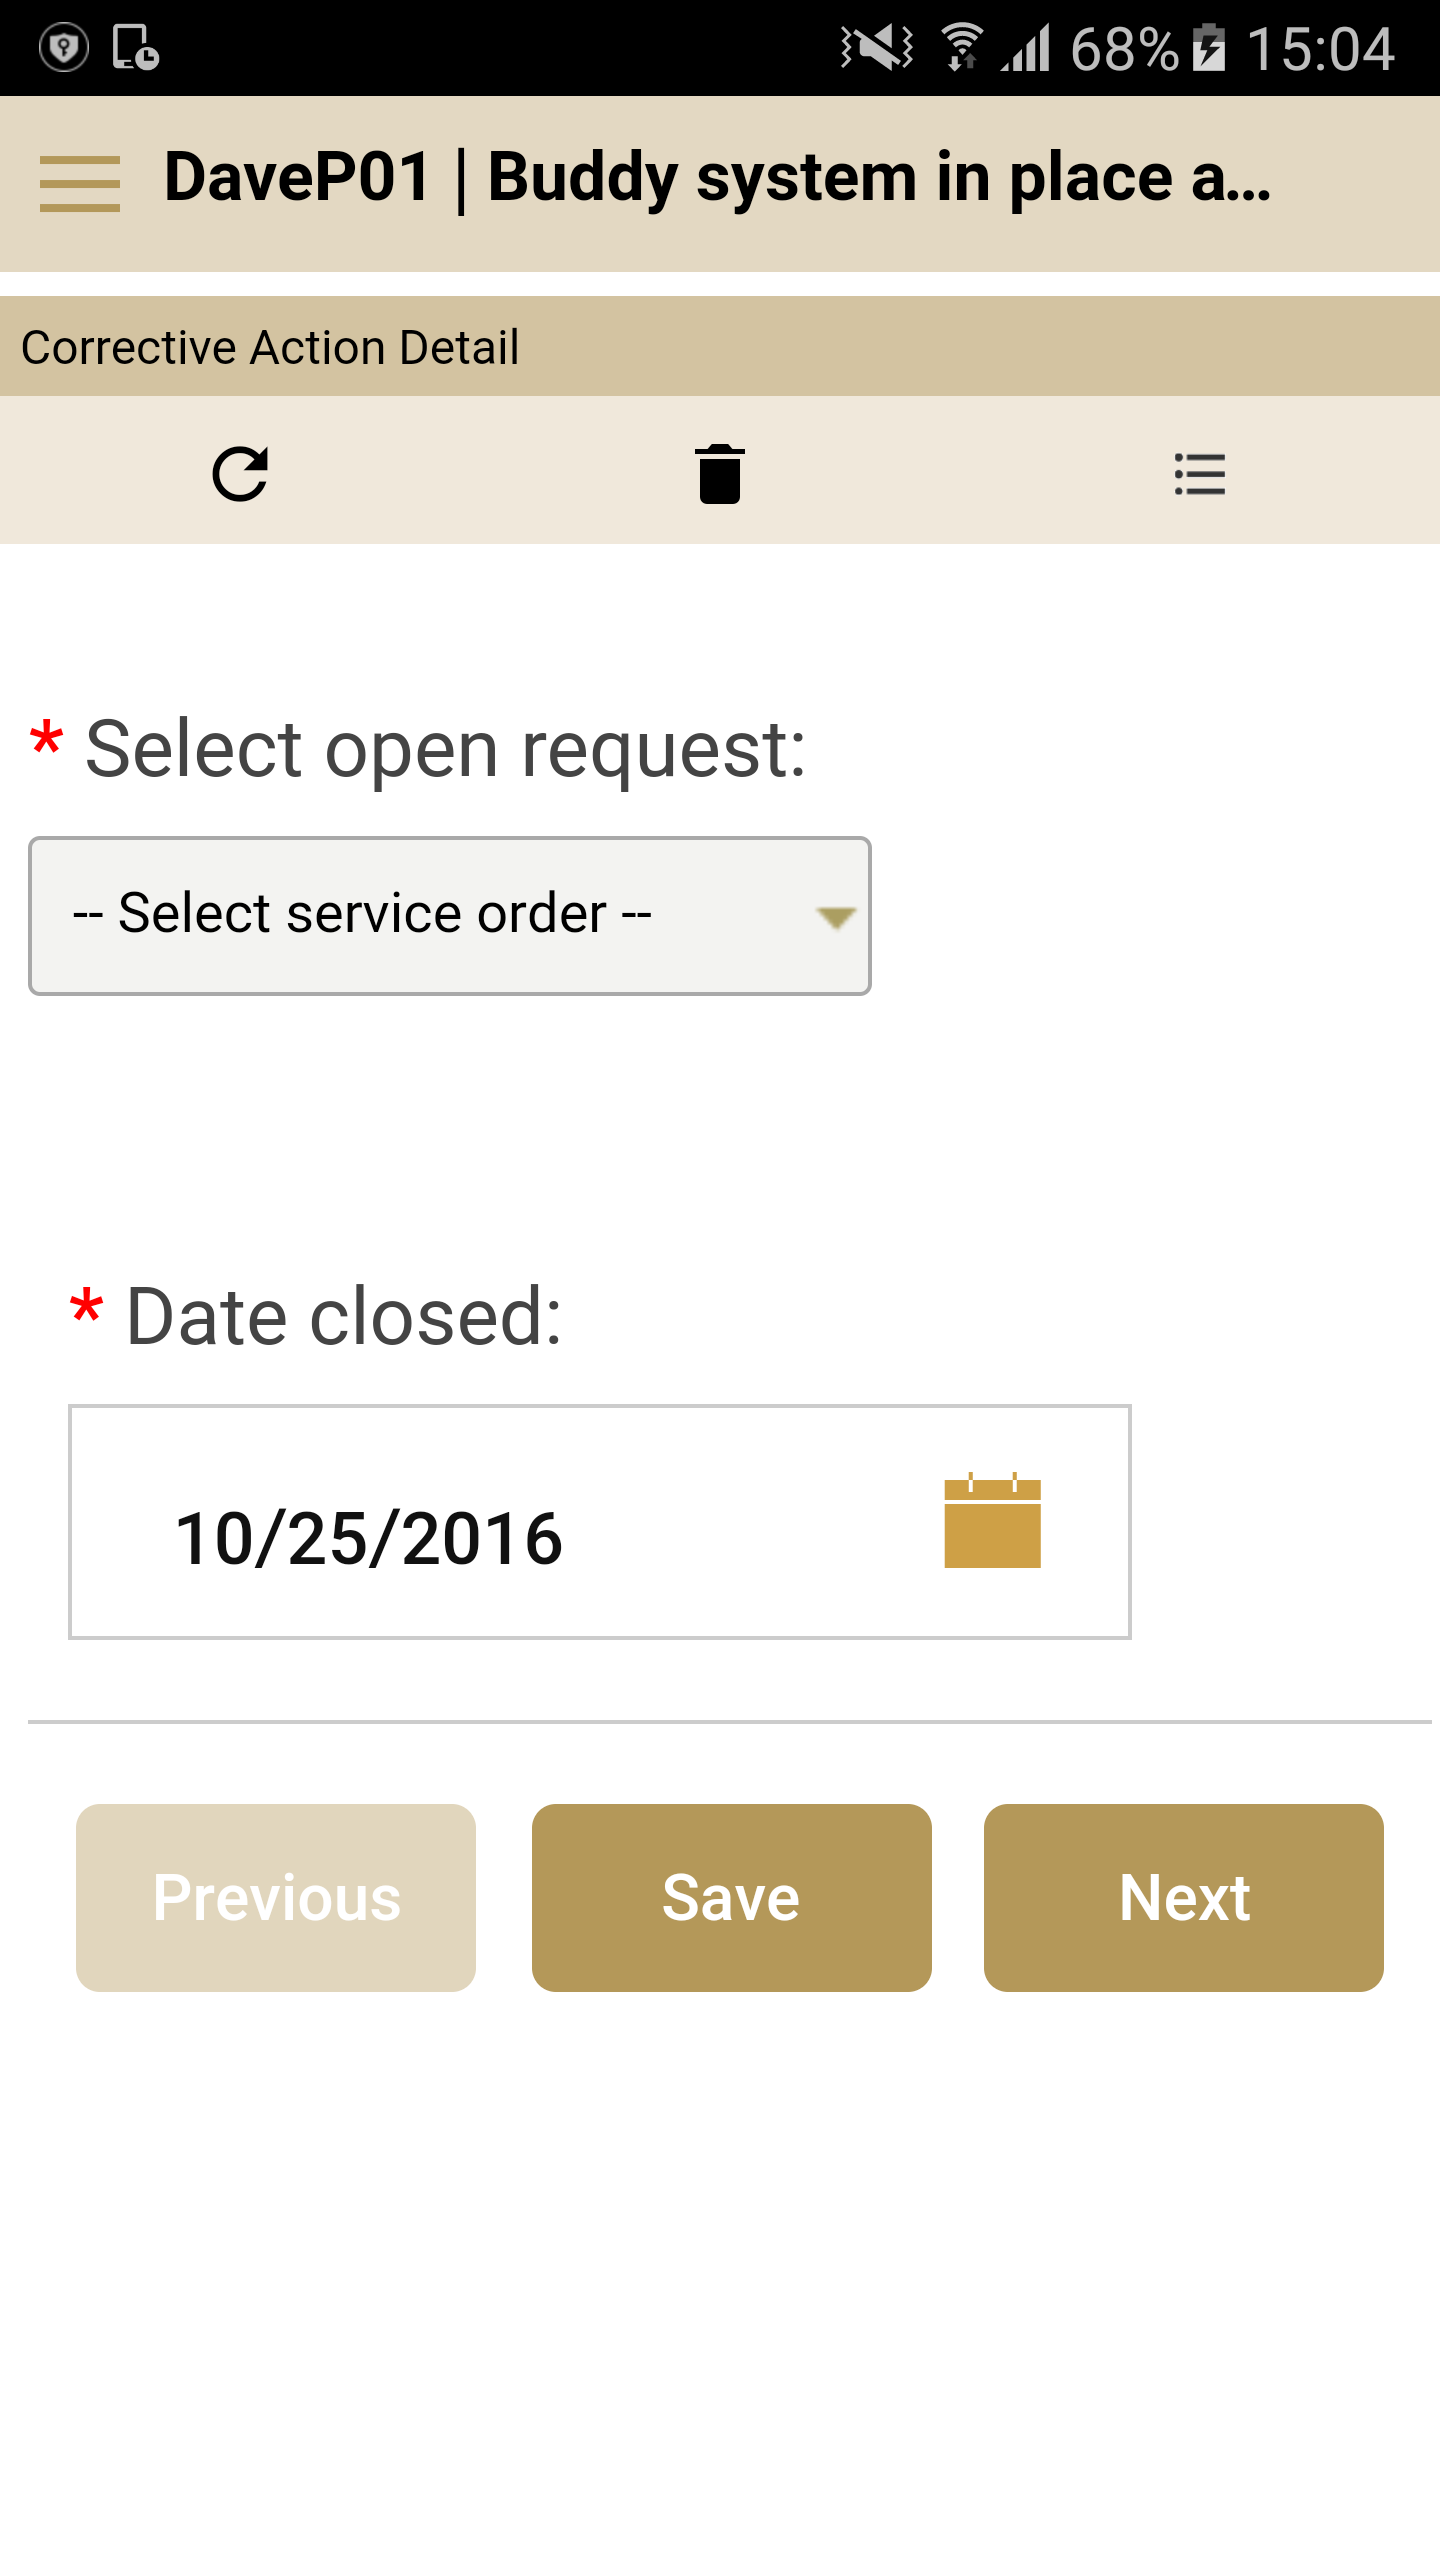 68% 15:04
DaveP01 | Buddy system in place a...
Corrective Action Detail
* Select open request:
-- Select service order --
* Date closed:
10/25/2016
Previous Save Next